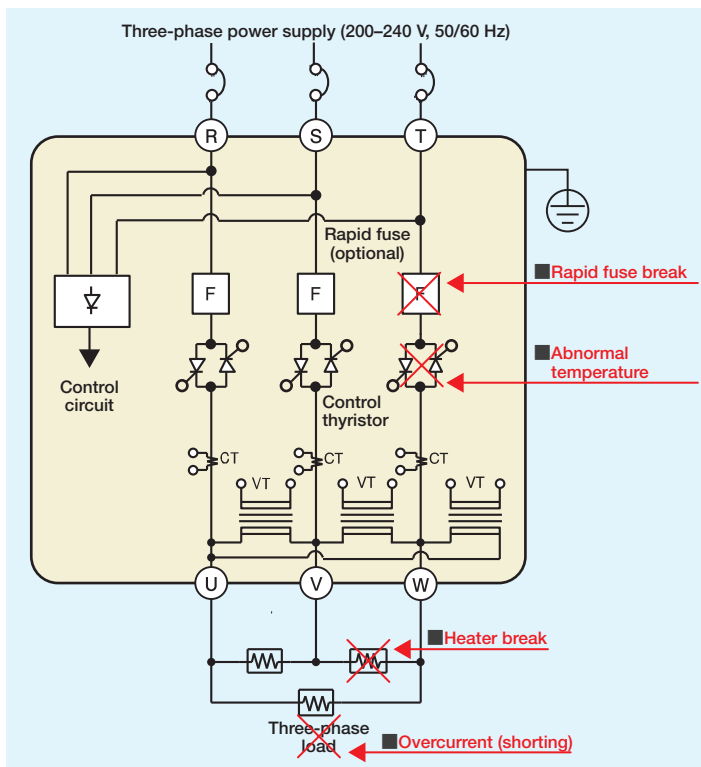 Three-phase power supply (200–240 V, 50/60 Hz)
R
S
T
Rapid fuse
(optional)
■Rapid fuse break
F
F
F
■Abnormal
temperature
Control
circuit
Control
thyristor
CT
CT
CT
VT
VT
VT
U
V
W
■Heater break
Three-phase
load
■Overcurrent (shorting)